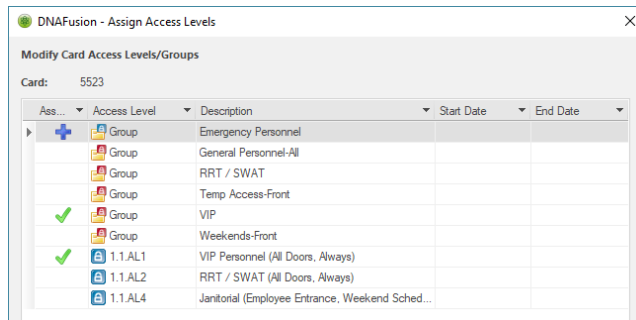 DNAFusion - Assign Access Levels
Modify Card Access Levels/Groups
Card: 5523
Ass... Access Level Description Start Date End Date
Group Emergency Personnel
Group General Personnel-All
Group RRT / SWAT
Group Temp Access-Front
Group VIP
Group Weekends-Front
1.1.AL1 VIP Personnel (All Doors, Always)
1.1.AL2 RRT / SWAT (All Doors, Always)
1.1.AL4 Janitorial (Employee Entrance, Weekend Sched...